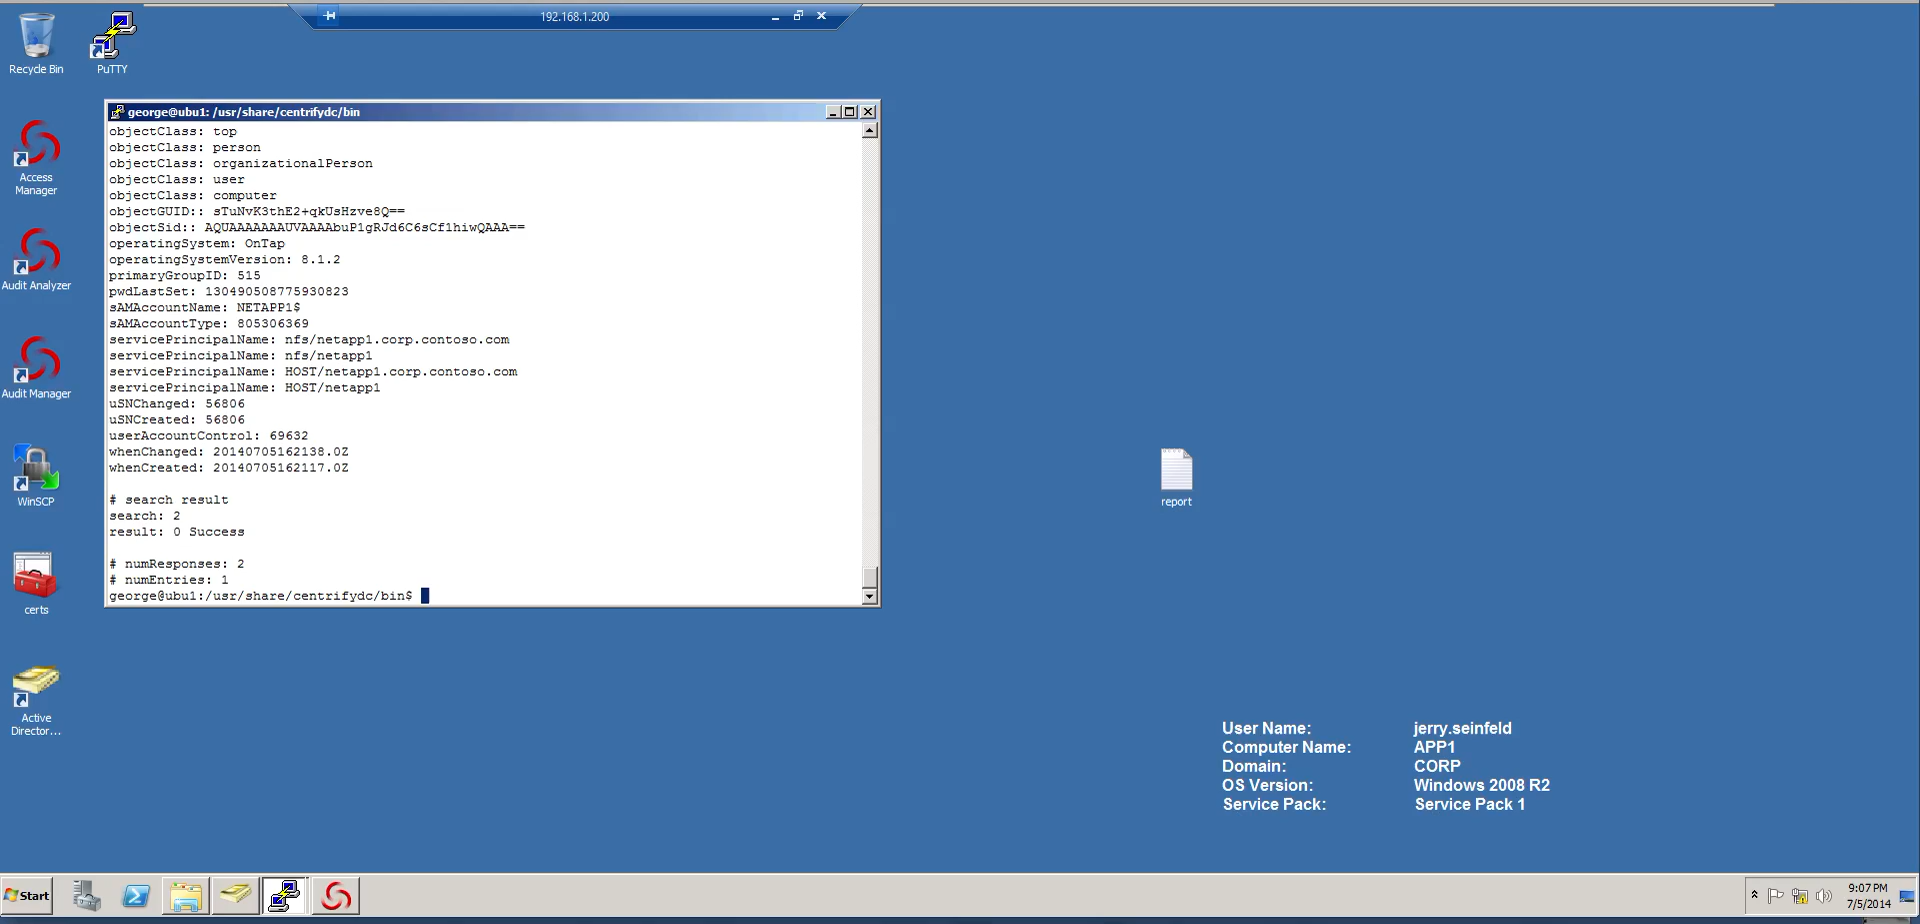 192.168.1.200
Recycle Bin
PuTTY
Access
Manager
Audit Analyzer
Audit Manager
WinSCP
certs
Active
Director...
george@ubu1: /usr/share/centrifydc/bin
objectClass: top
objectClass: person
objectClass: organizationalPerson
objectClass: user
objectClass: computer
objectGUID:: sTuNvK3thE2+qkUsHzve8Q==
objectSid:: AQUAAAAAAAUVAAAAbuP1gRJd6C6sCf1hiwQAAA==
operatingSystem: OnTap
operatingSystemVersion: 8.1.2
primaryGroupID: 515
pwdLastSet: 130490508775930823
sAMAccountName: NETAPP1$
sAMAccountType: 805306369
servicePrincipalName: nfs/netapp1.corp.contoso.com
servicePrincipalName: nfs/netapp1
servicePrincipalName: HOST/netapp1.corp.contoso.com
servicePrincipalName: HOST/netapp1
uSNChanged: 56806
uSNCreated: 56806
userAccountControl: 69632
whenChanged: 20140705162138.0Z
whenCreated: 20140705162117.0Z
# search result
search: 2
result: 0 Success
# numResponses: 2
# numEntries: 1
george@ubu1:/usr/share/centrifydc/bin$
report
User Name: jerry.seinfeld
Computer Name: APP1
Domain: CORP
OS Version: Windows 2008 R2
Service Pack: Service Pack 1
Start
9:07 PM
7/5/2014